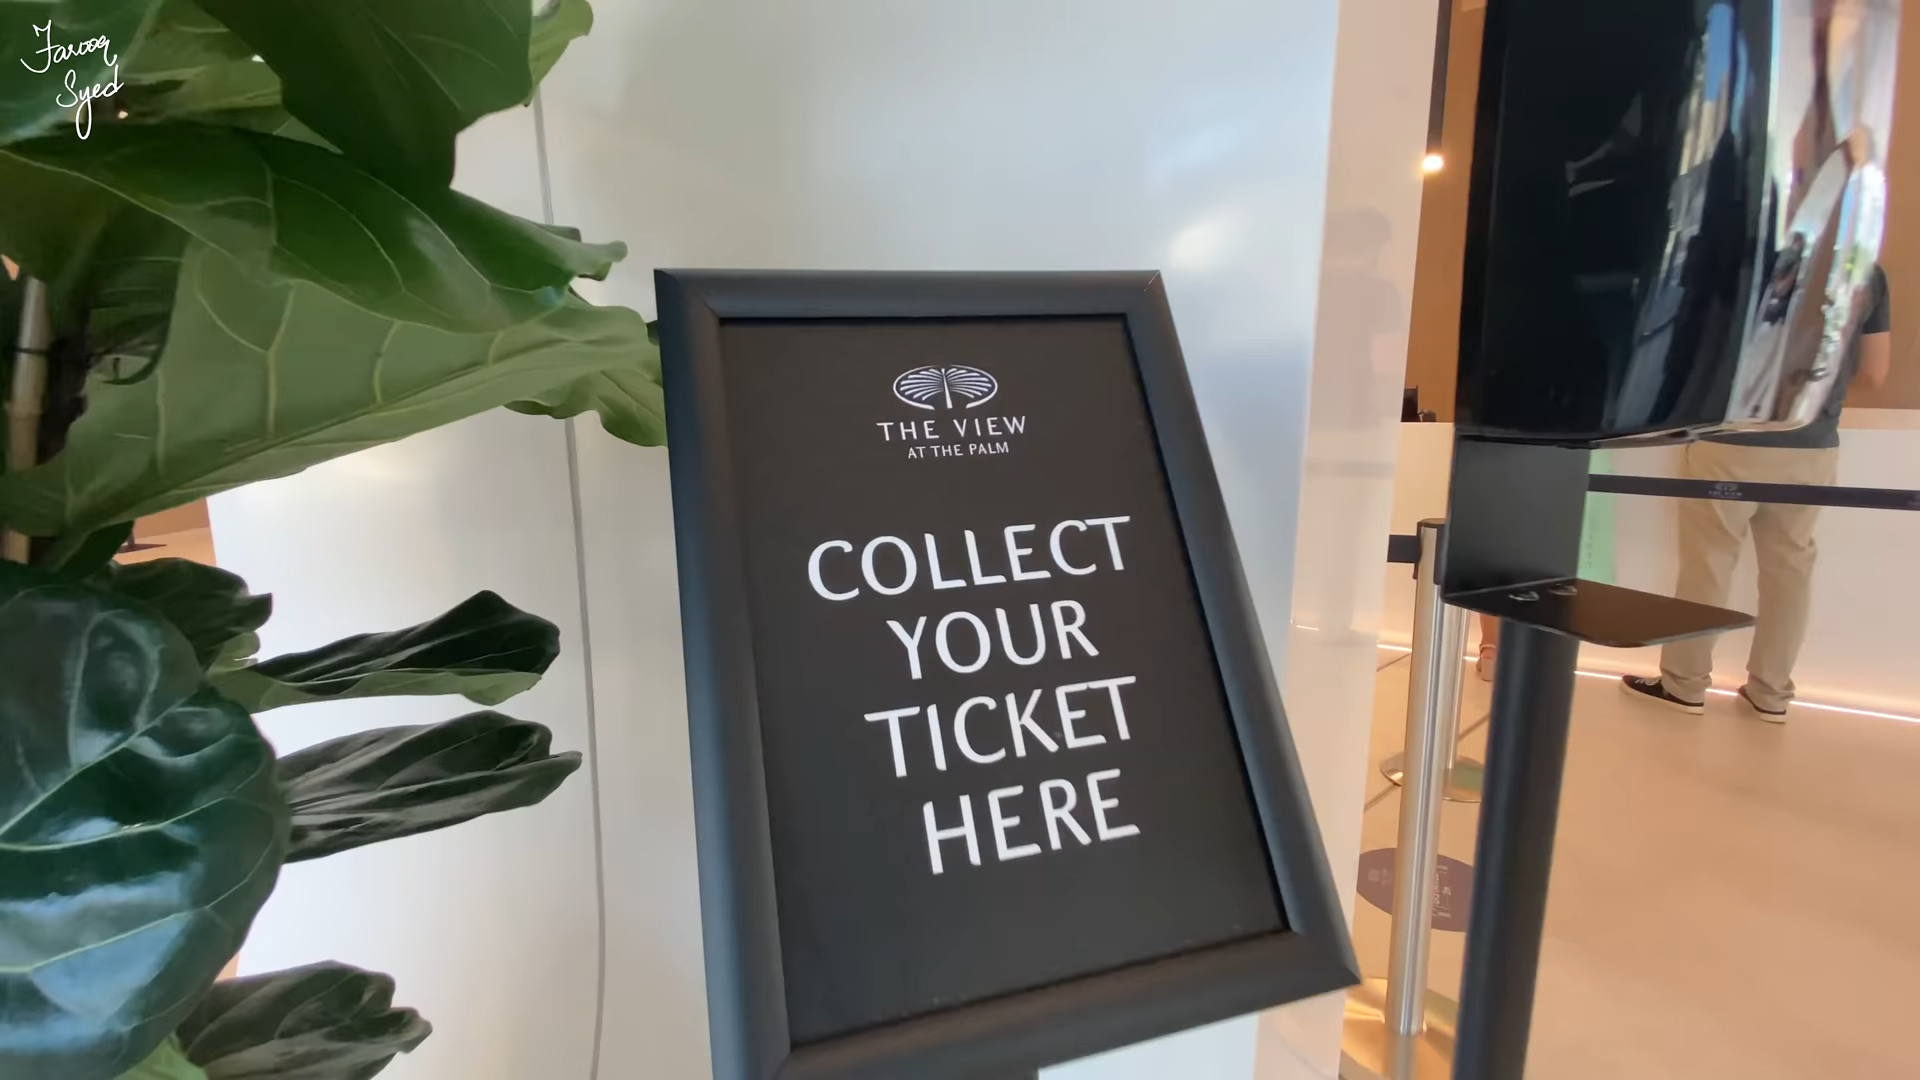 Farooq
Syed
THE VIEW
AT THE PALM
COLLECT
YOUR
TICKET
HERE